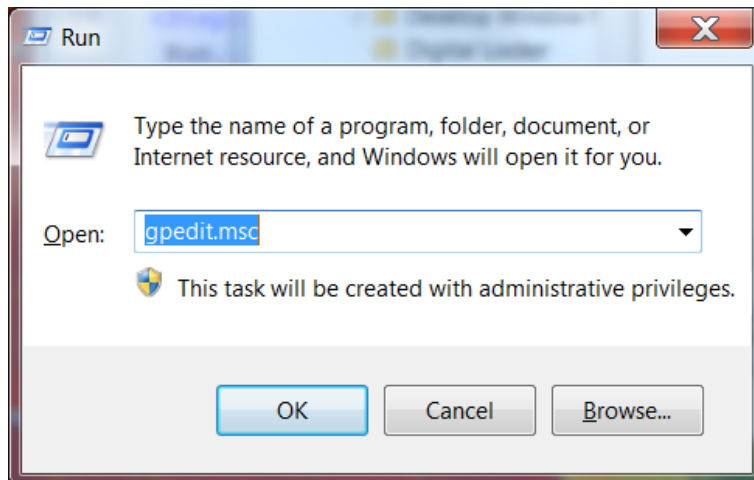 Run
Type the name of a program, folder, document, or
Internet resource, and Windows will open it for you.
Open: gpedit.msc
This task will be created with administrative privileges.
OK Cancel Browse...